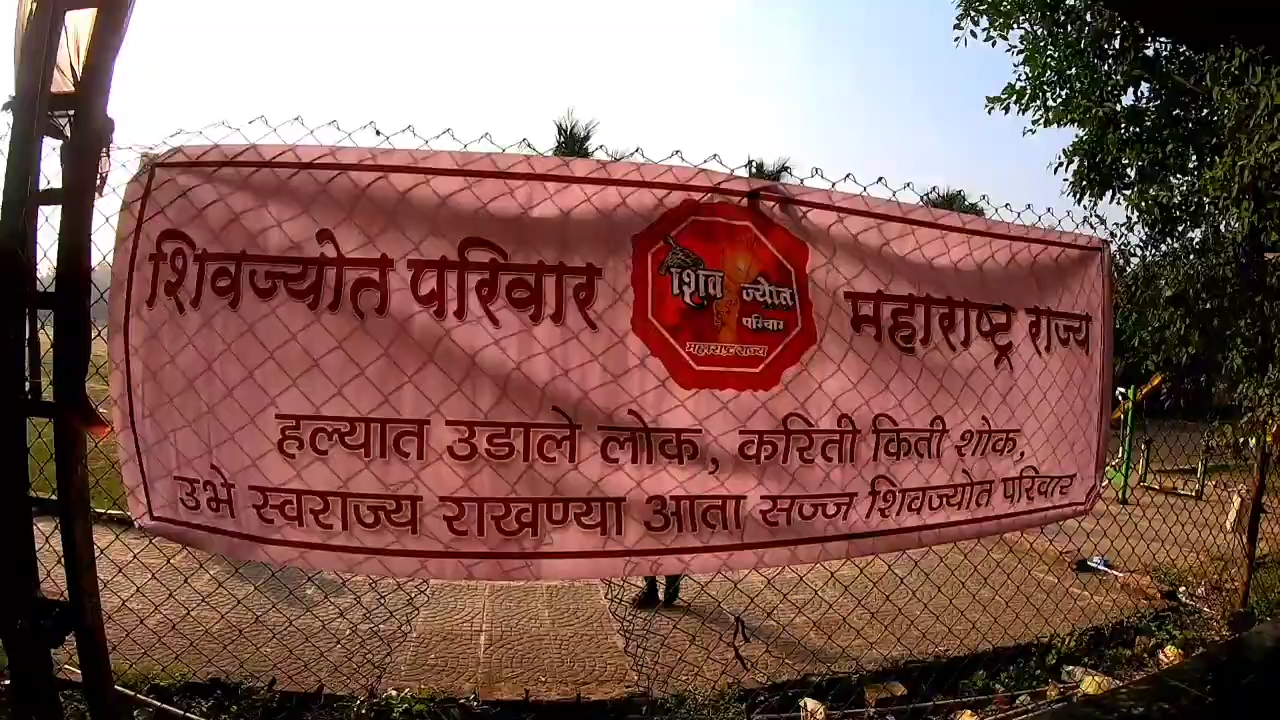 शिवज्योत परिवार
शिव ज्योत
परिवार
महाराष्ट्र राज्य
महाराष्ट्र राज्य
हल्यात उडाले लोक, करिती किती शोक,
उभे स्वराज्य राखण्या आता सज्ज शिवज्योत परिवार